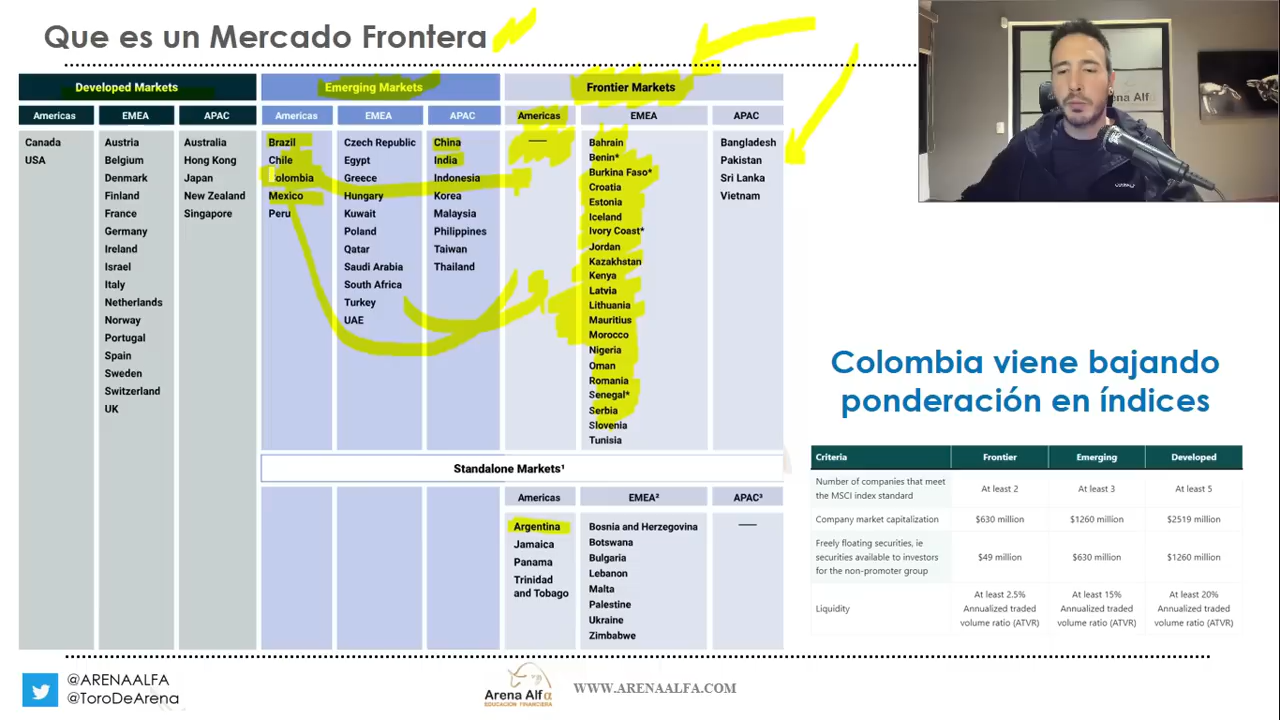 Que es un Mercado Frontera
Developed Markets
Americas
EMEA
APAC
Canada
USA
Austria
Belgium
Denmark
Finland
France
Germany
Ireland
Israel
Italy
Netherlands
Norway
Portugal
Spain
Sweden
Switzerland
UK
Australia
Hong Kong
Japan
New Zealand
Singapore
Emerging Markets
Americas
EMEA
APAC
Brazil
Chile
Colombia
Mexico
Peru
Czech Republic
Egypt
Greece
Hungary
Kuwait
Poland
Qatar
Saudi Arabia
South Africa
Turkey
UAE
China
India
Indonesia
Korea
Malaysia
Philippines
Taiwan
Thailand
Frontier Markets
Americas
EMEA
APAC
—
Bahrain
Benin*
Burkina Faso*
Croatia
Estonia
Iceland
Ivory Coast*
Jordan
Kazakhstan
Kenya
Latvia
Lithuania
Mauritius
Morocco
Nigeria
Oman
Romania
Senegal*
Serbia
Slovenia
Tunisia
Bangladesh
Pakistan
Sri Lanka
Vietnam
Standalone Markets¹
Americas
EMEA²
APAC³
Argentina
Jamaica
Panama
Trinidad
and Tobago
Bosnia and Herzegovina
Botswana
Bulgaria
Lebanon
Malta
Palestine
Ukraine
Zimbabwe
—
Colombia viene bajando
ponderación en índices
Criteria Frontier Emerging Developed
Number of companies that meet
the MSCI index standard
At least 2 At least 3 At least 5
Company market capitalization $630 million $1260 million $2519 million
Freely floating securities, ie
securities available to investors
for the non-promoter group
$49 million $630 million $1260 million
Liquidity
At least 2.5%
Annualized traded
volume ratio (ATVR)
At least 15%
Annualized traded
volume ratio (ATVR)
At least 20%
Annualized traded
volume ratio (ATVR)
@ARENAALFA
@ToroDeArena
Arena Alfα
EDUCACIÓN FINANCIERA
WWW.ARENAALFA.COM